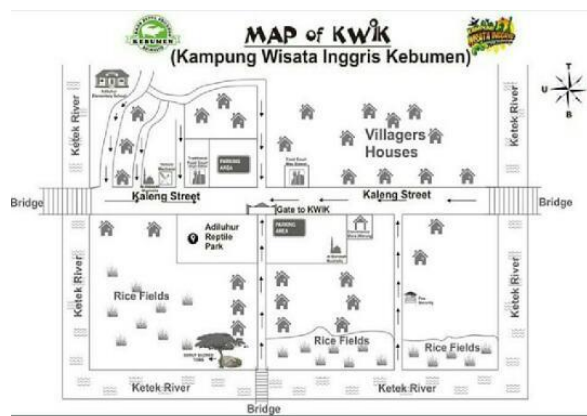 KEBUMEN
MAP of KWIK
(Kampung Wisata Inggris Kebumen)
WISATA INGGRIS
T
U
B
Ketek River
Ketek River
Villagers
Houses
PARKING
AREA
Bridge
Kaleng Street
Kaleng Street
Bridge
Gate to KWIK
Adiluhur
Reptile
Park
PARKING
AREA
Ketek River
Rice Fields
Ketek River
Rice Fields
Rice Fields
Ketek River
Ketek River
Bridge